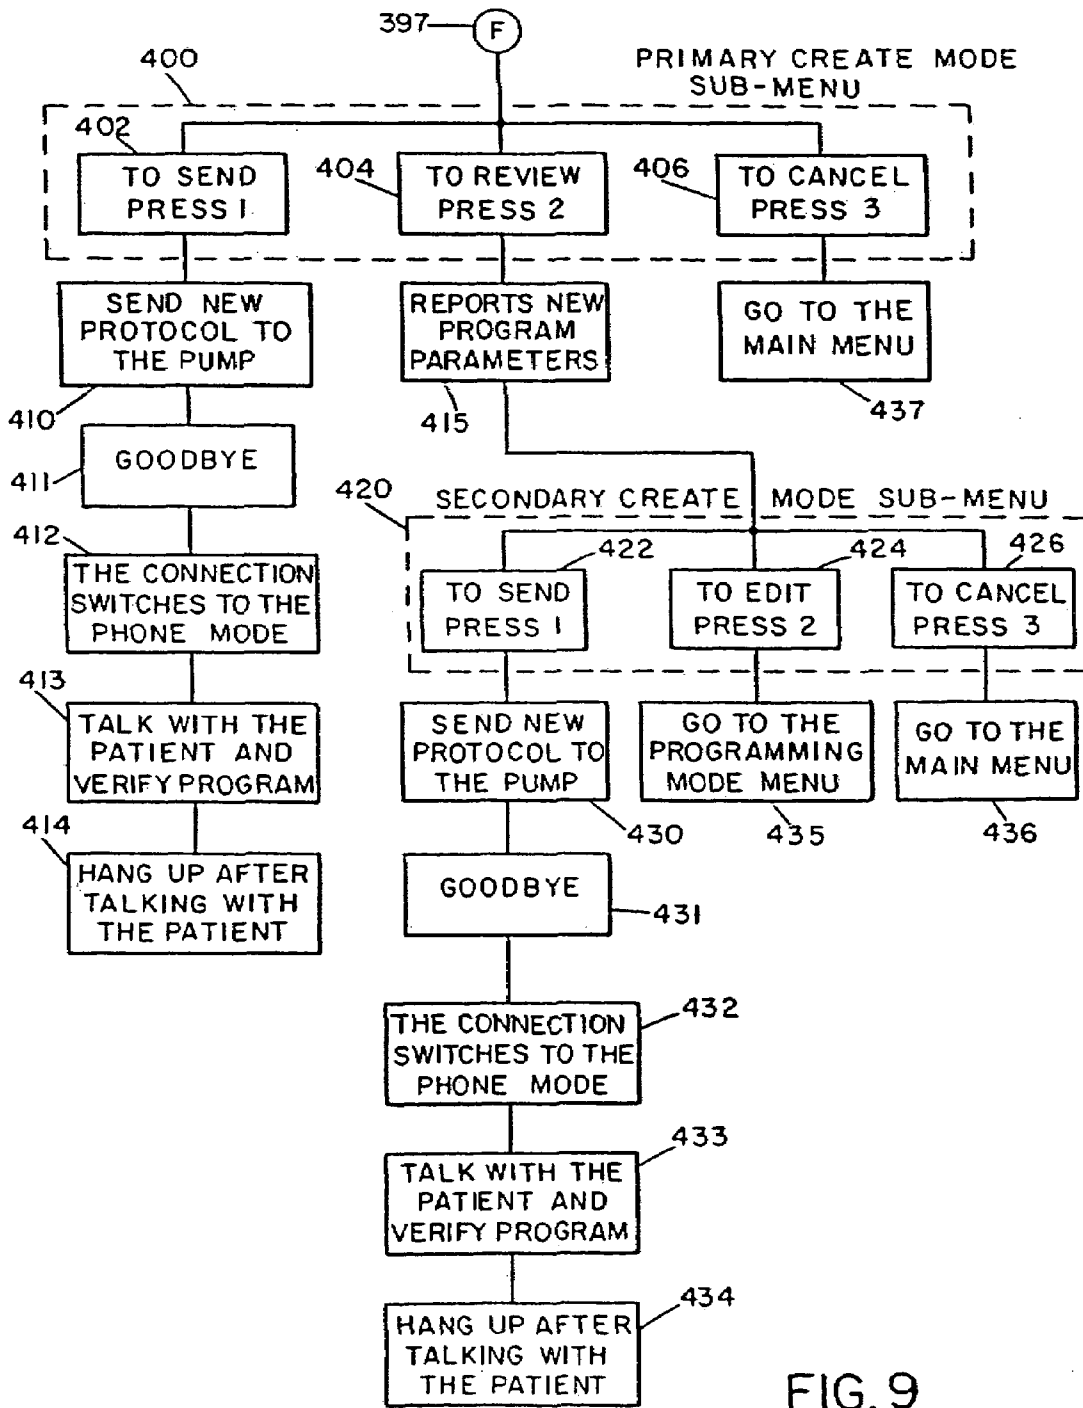 397
F
400
PRIMARY CREATE MODE
SUB-MENU
402
TO SEND
PRESS 1
404
TO REVIEW
PRESS 2
406
TO CANCEL
PRESS 3
SEND NEW
PROTOCOL TO
THE PUMP
410
REPORTS NEW
PROGRAM
PARAMETERS
415
GO TO THE
MAIN MENU
437
GOODBYE
411
420
SECONDARY CREATE MODE SUB-MENU
412
THE CONNECTION
SWITCHES TO THE
PHONE MODE
422
TO SEND
PRESS 1
424
TO EDIT
PRESS 2
426
TO CANCEL
PRESS 3
413
TALK WITH THE
PATIENT AND
VERIFY PROGRAM
SEND NEW
PROTOCOL TO
THE PUMP
430
GO TO THE
PROGRAMMING
MODE MENU
435
GO TO THE
MAIN MENU
436
414
HANG UP AFTER
TALKING WITH
THE PATIENT
GOODBYE
431
THE CONNECTION
SWITCHES TO THE
PHONE MODE
432
TALK WITH THE
PATIENT AND
VERIFY PROGRAM
433
HANG UP AFTER
TALKING WITH
THE PATIENT
434
FIG. 9